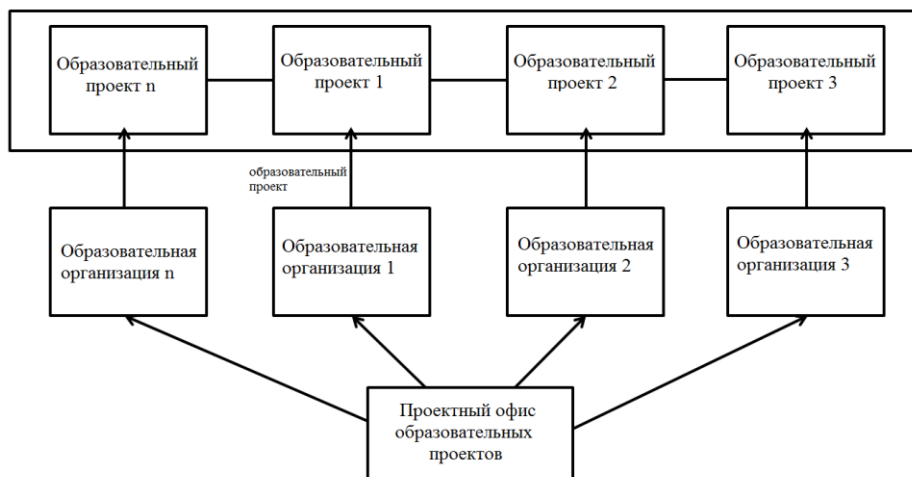 Образовательный
проект n
Образовательный
проект 1
Образовательный
проект 2
Образовательный
проект 3
образовательный
проект
Образовательная
организация n
Образовательная
организация 1
Образовательная
организация 2
Образовательная
организация 3
Проектный офис
образовательных
проектов